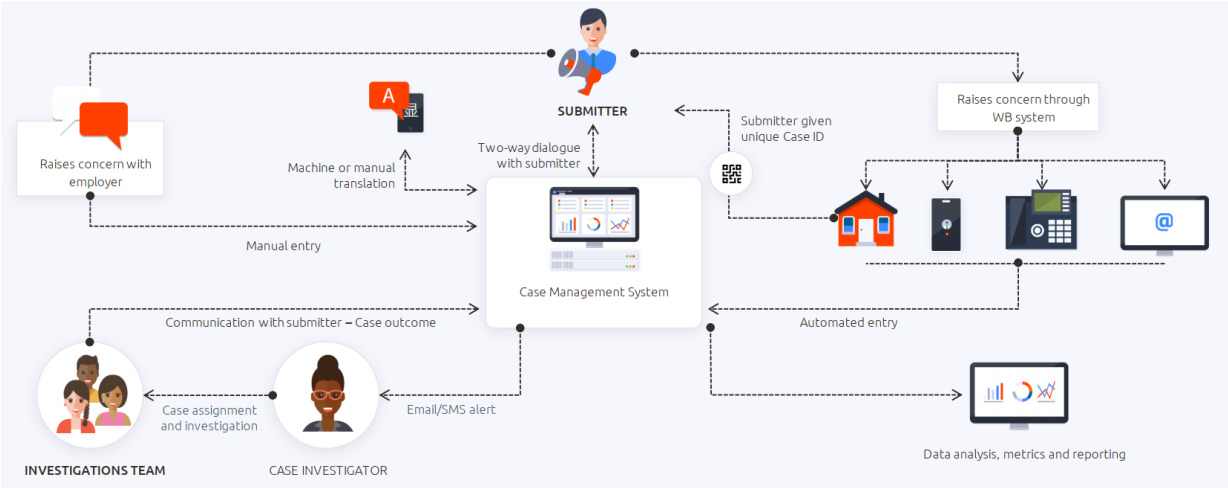 SUBMITTER
Raises concern through
WB system
A
显
Submitter given
unique Case ID
Two-way dialogue
with submitter
Raises concern with
employer
Machine or manual
translation
@
Manual entry
Case Management System
Communication with submitter – Case outcome
Automated entry
Email/SMS alert
Case assignment
and investigation
Data analysis, metrics and reporting
INVESTIGATIONS TEAM
CASE INVESTIGATOR